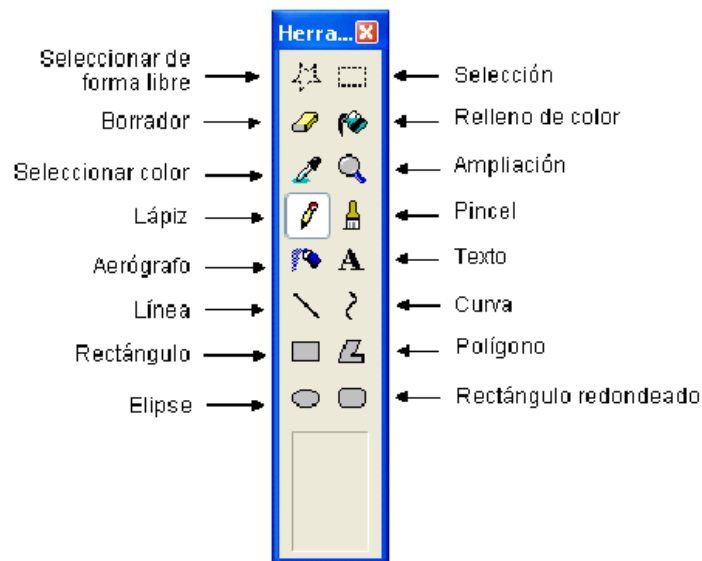 Herra...
Seleccionar de
forma libre
Selección
Borrador
Relleno de color
Seleccionar color
Ampliación
Lápiz
Pincel
Aerógrafo
A
Texto
Línea
Curva
Rectángulo
Polígono
Elipse
Rectángulo redondeado